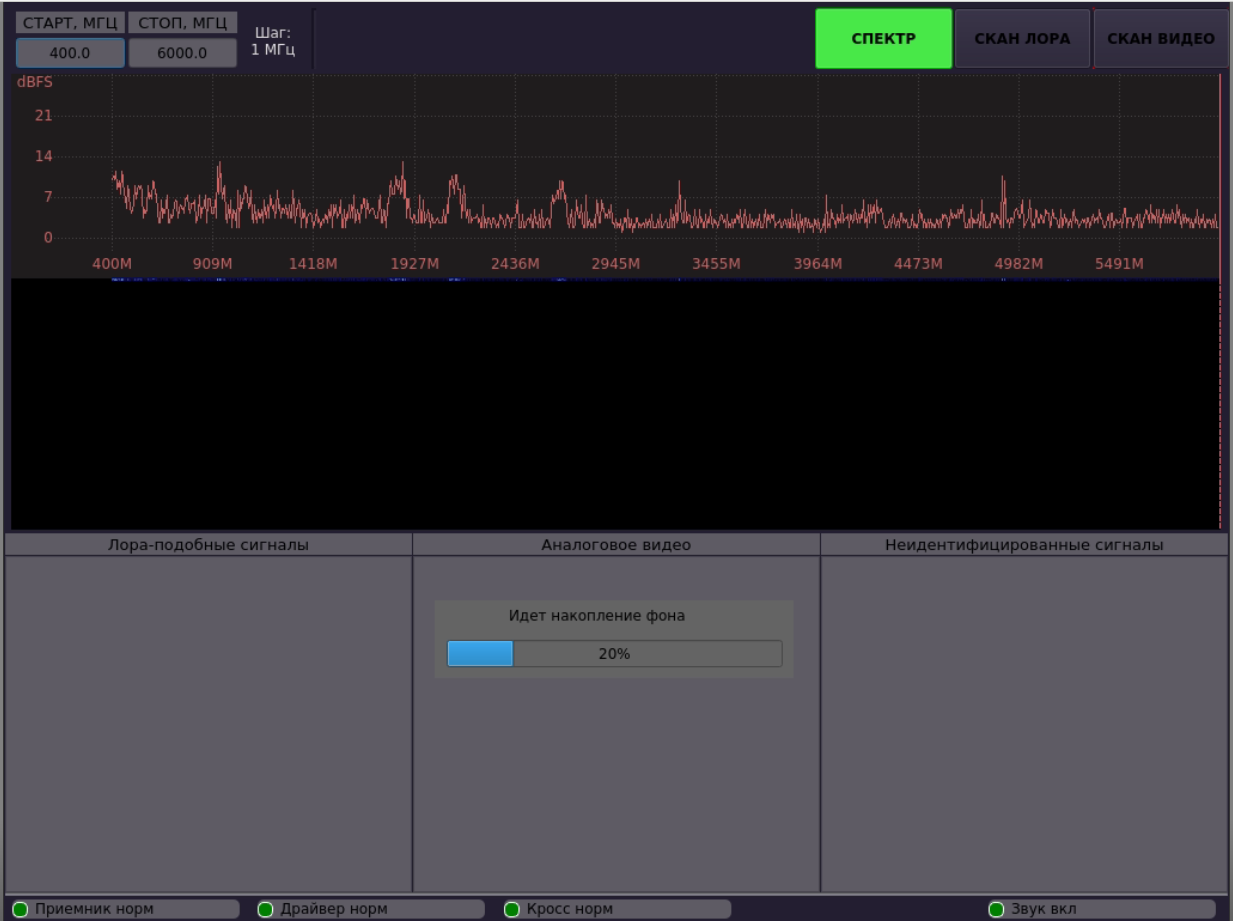 СТАРТ, МГЦ СТОП, МГЦ
400.0 6000.0
Шаг:
1 МГц
СПЕКТР СКАН ЛОРА СКАН ВИДЕО
dBFS
21
14
7
0
400M 909M 1418M 1927M 2436M 2945M 3455M 3964M 4473M 4982M 5491M
Лора-подобные сигналы Аналоговое видео Неидентифицированные сигналы
Идет накопление фона
20%
Приемник норм Драйвер норм Кросс норм Звук вкл